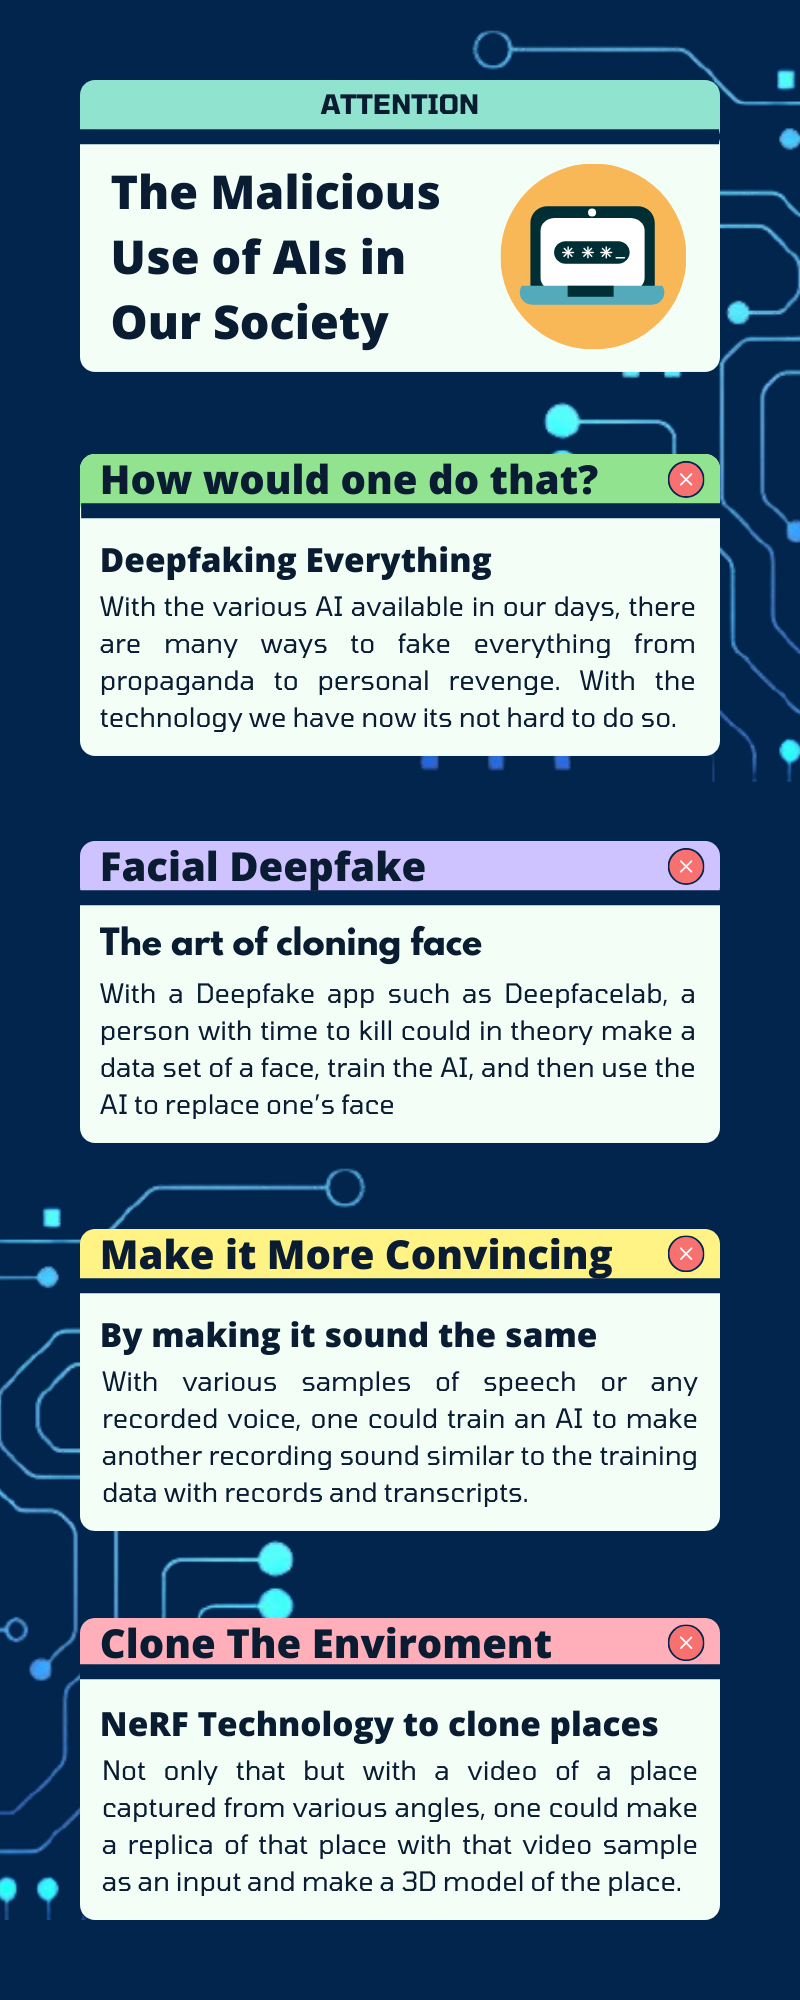 ATTENTION
The Malicious
Use of AIs in
Our Society
***_
How would one do that?
Deepfaking Everything
With the various AI available in our days, there
are many ways to fake everything from
propaganda to personal revenge. With the
technology we have now its not hard to do so.
Facial Deepfake
The art of cloning face
With a Deepfake app such as Deepfacelab, a
person with time to kill could in theory make a
data set of a face, train the AI, and then use the
AI to replace one's face
Make it More Convincing
By making it sound the same
With various samples of speech or any
recorded voice, one could train an AI to make
another recording sound similar to the training
data with records and transcripts.
Clone The Enviroment
NeRF Technology to clone places
Not only that but with a video of a place
captured from various angles, one could make
a replica of that place with that video sample
as an input and make a 3D model of the place.